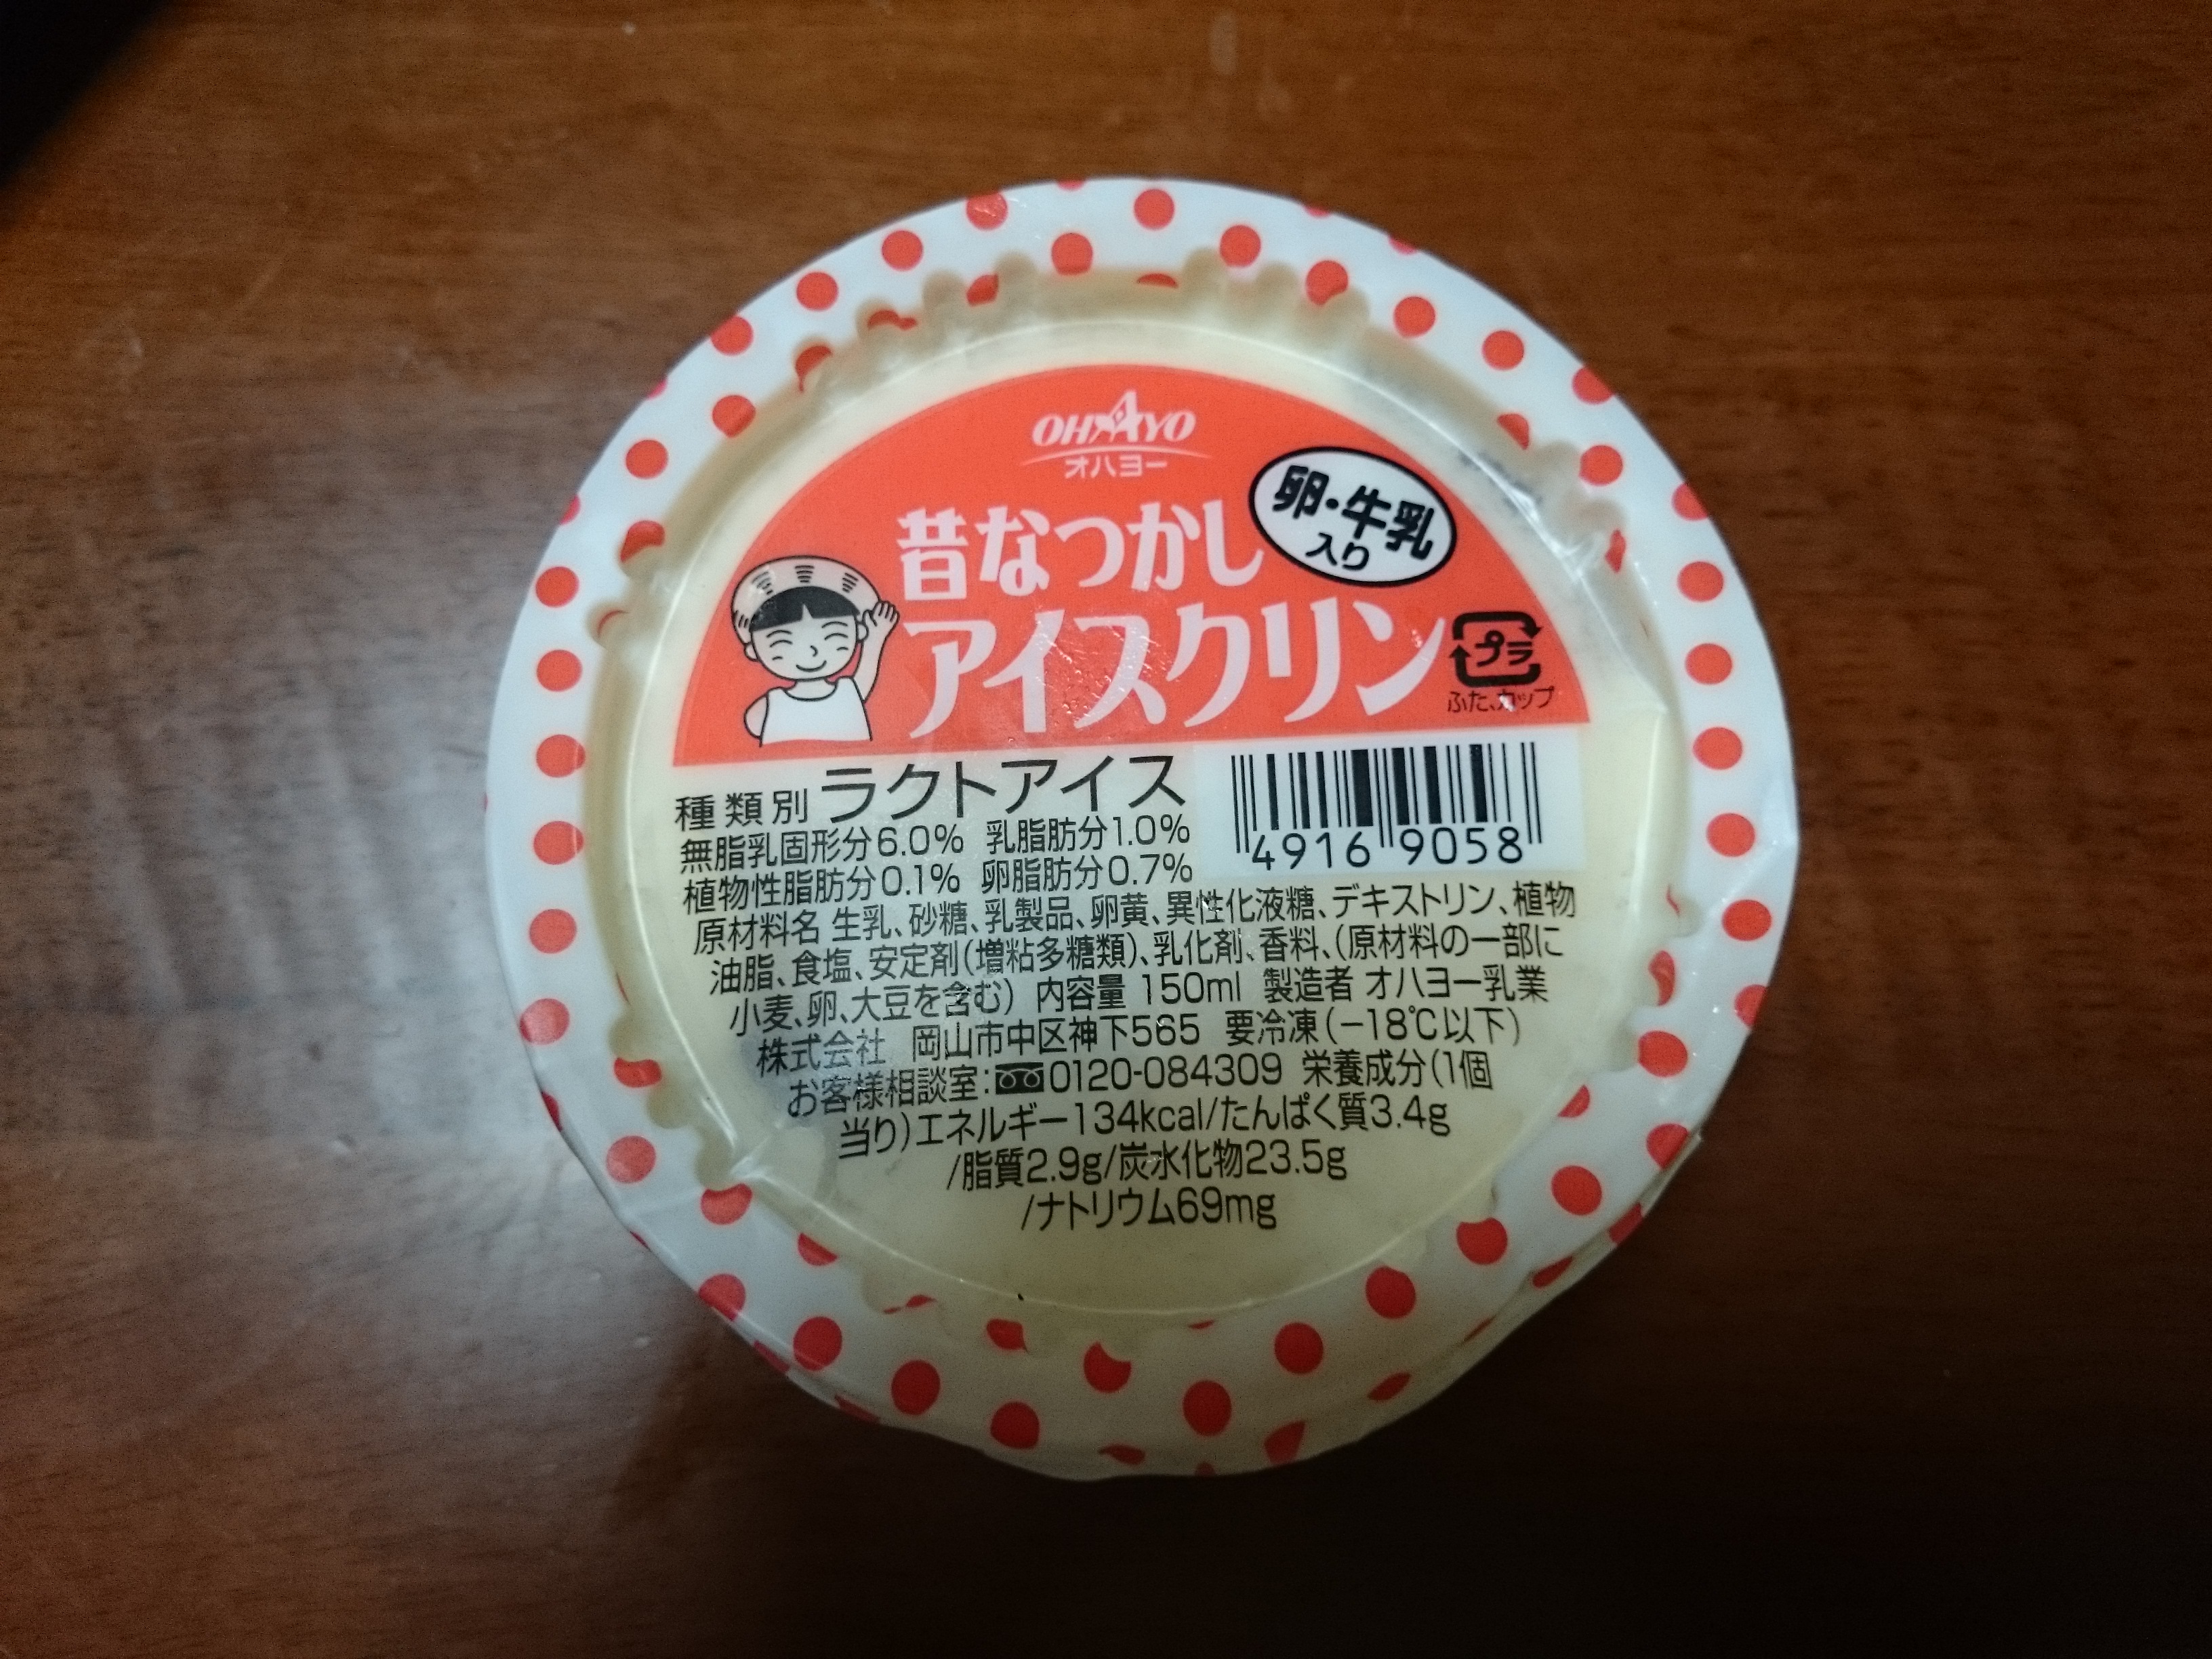 OHAYO
オハヨー
卵・牛乳
入り
昔なつかし
アイスクリン
プラ
ふた、カップ
種類別 ラクトアイス
無脂乳固形分6.0% 乳脂肪分1.0%
植物性脂肪分0.1% 卵脂肪分0.7%
4916 9058
原材料名 生乳、砂糖、乳製品、卵黄、異性化液糖、デキストリン、植物
油脂、食塩、安定剤(増粘多糖類)、乳化剤、香料、(原材料の一部に
小麦、卵、大豆を含む) 内容量 150ml 製造者 オハヨー乳業
株式会社 岡山市中区神下565 要冷凍(−18℃以下)
お客様相談室:0120-084309 栄養成分(1個
当り)エネルギー134kcal/たんぱく質3.4g
/脂質2.9g/炭水化物23.5g
/ナトリウム69mg